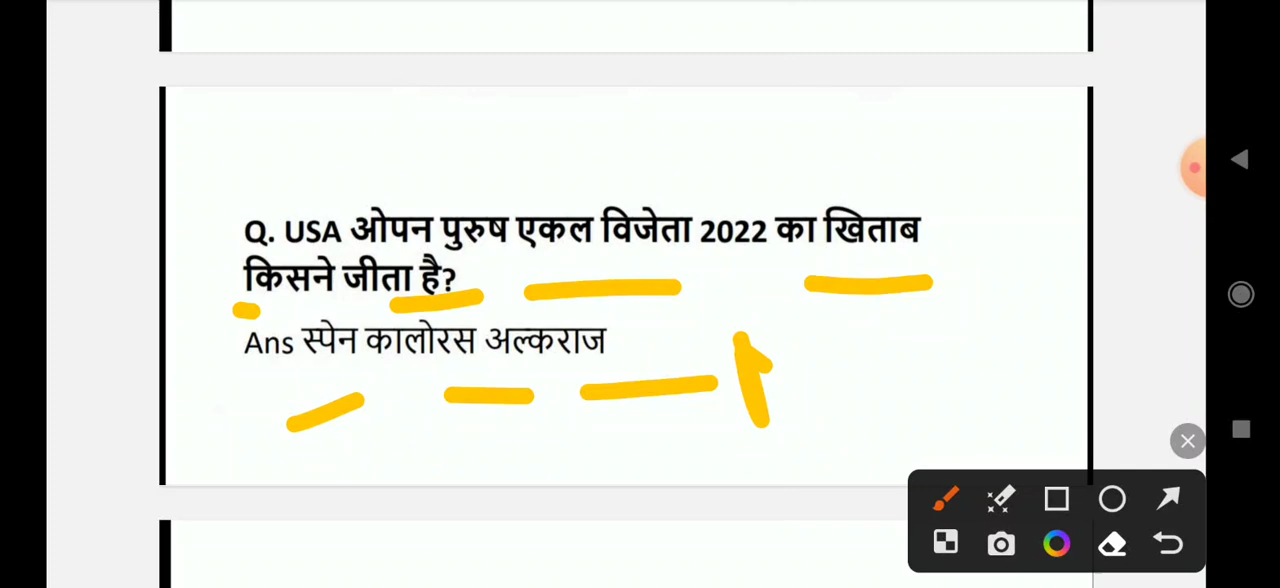 Q. USA ओपन पुरुष एकल विजेता 2022 का खिताब
किसने जीता है?
Ans स्पेन कालोरस अल्कराज